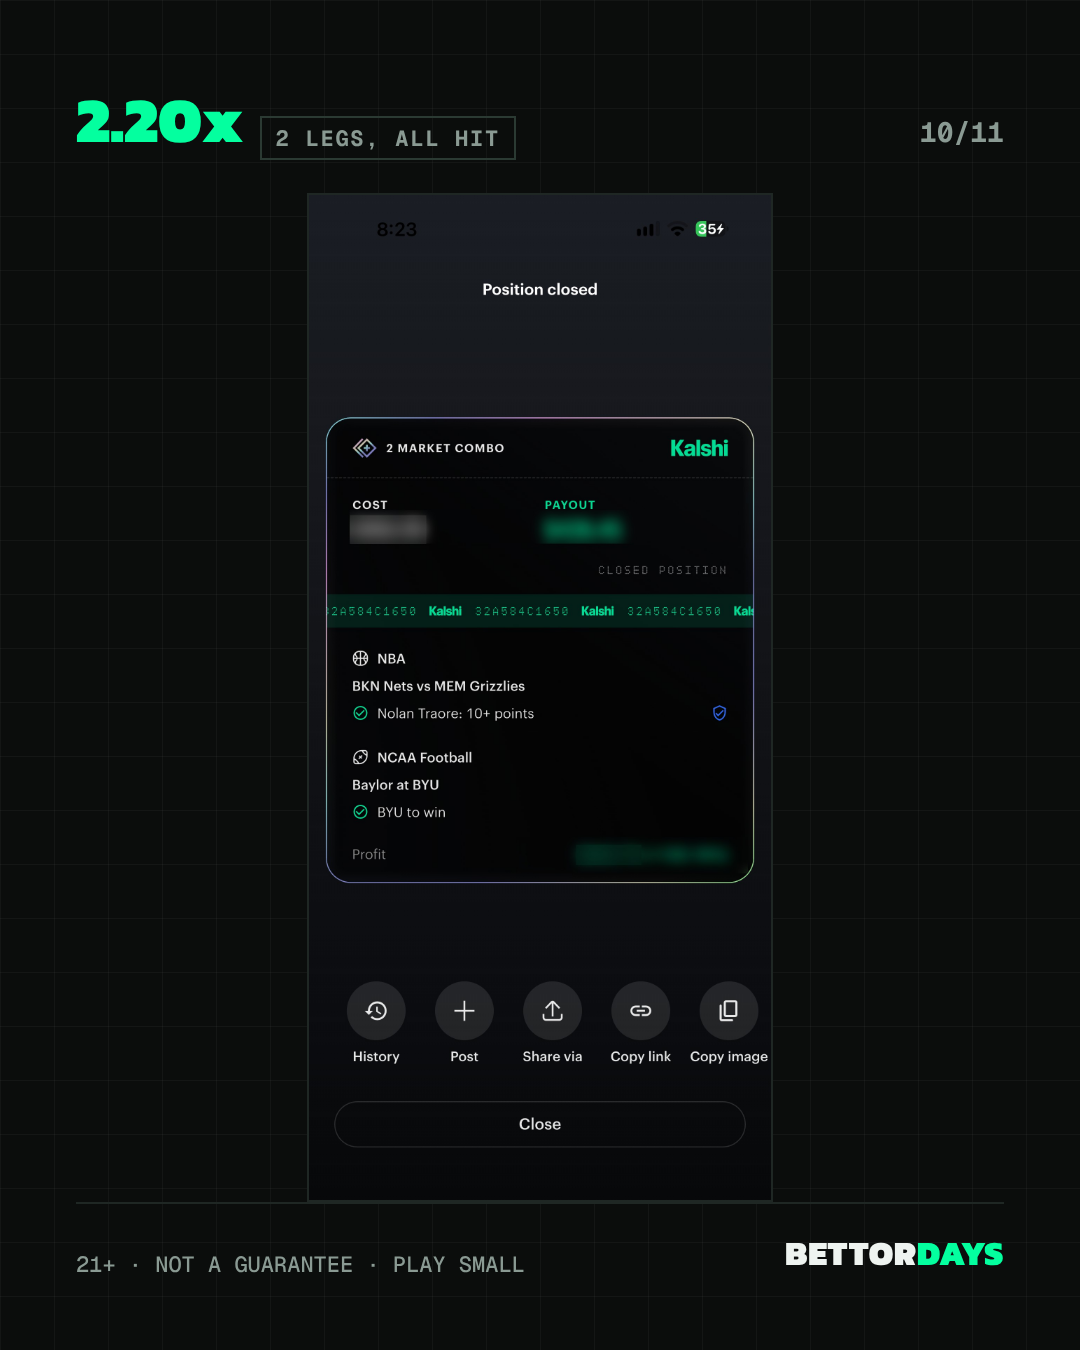 2.20x
2 LEGS, ALL HIT
10/11
8:23
35
Position closed
2 MARKET COMBO
Kalshi
COST
PAYOUT
CLOSED POSITION
32A584C1650 Kalshi 32A584C1650 Kalshi 32A584C1650 Kals
NBA
BKN Nets vs MEM Grizzlies
Nolan Traore: 10+ points
NCAA Football
Baylor at BYU
BYU to win
Profit
History
Post
Share via
Copy link
Copy image
Close
21+ · NOT A GUARANTEE · PLAY SMALL
BETTORDAYS